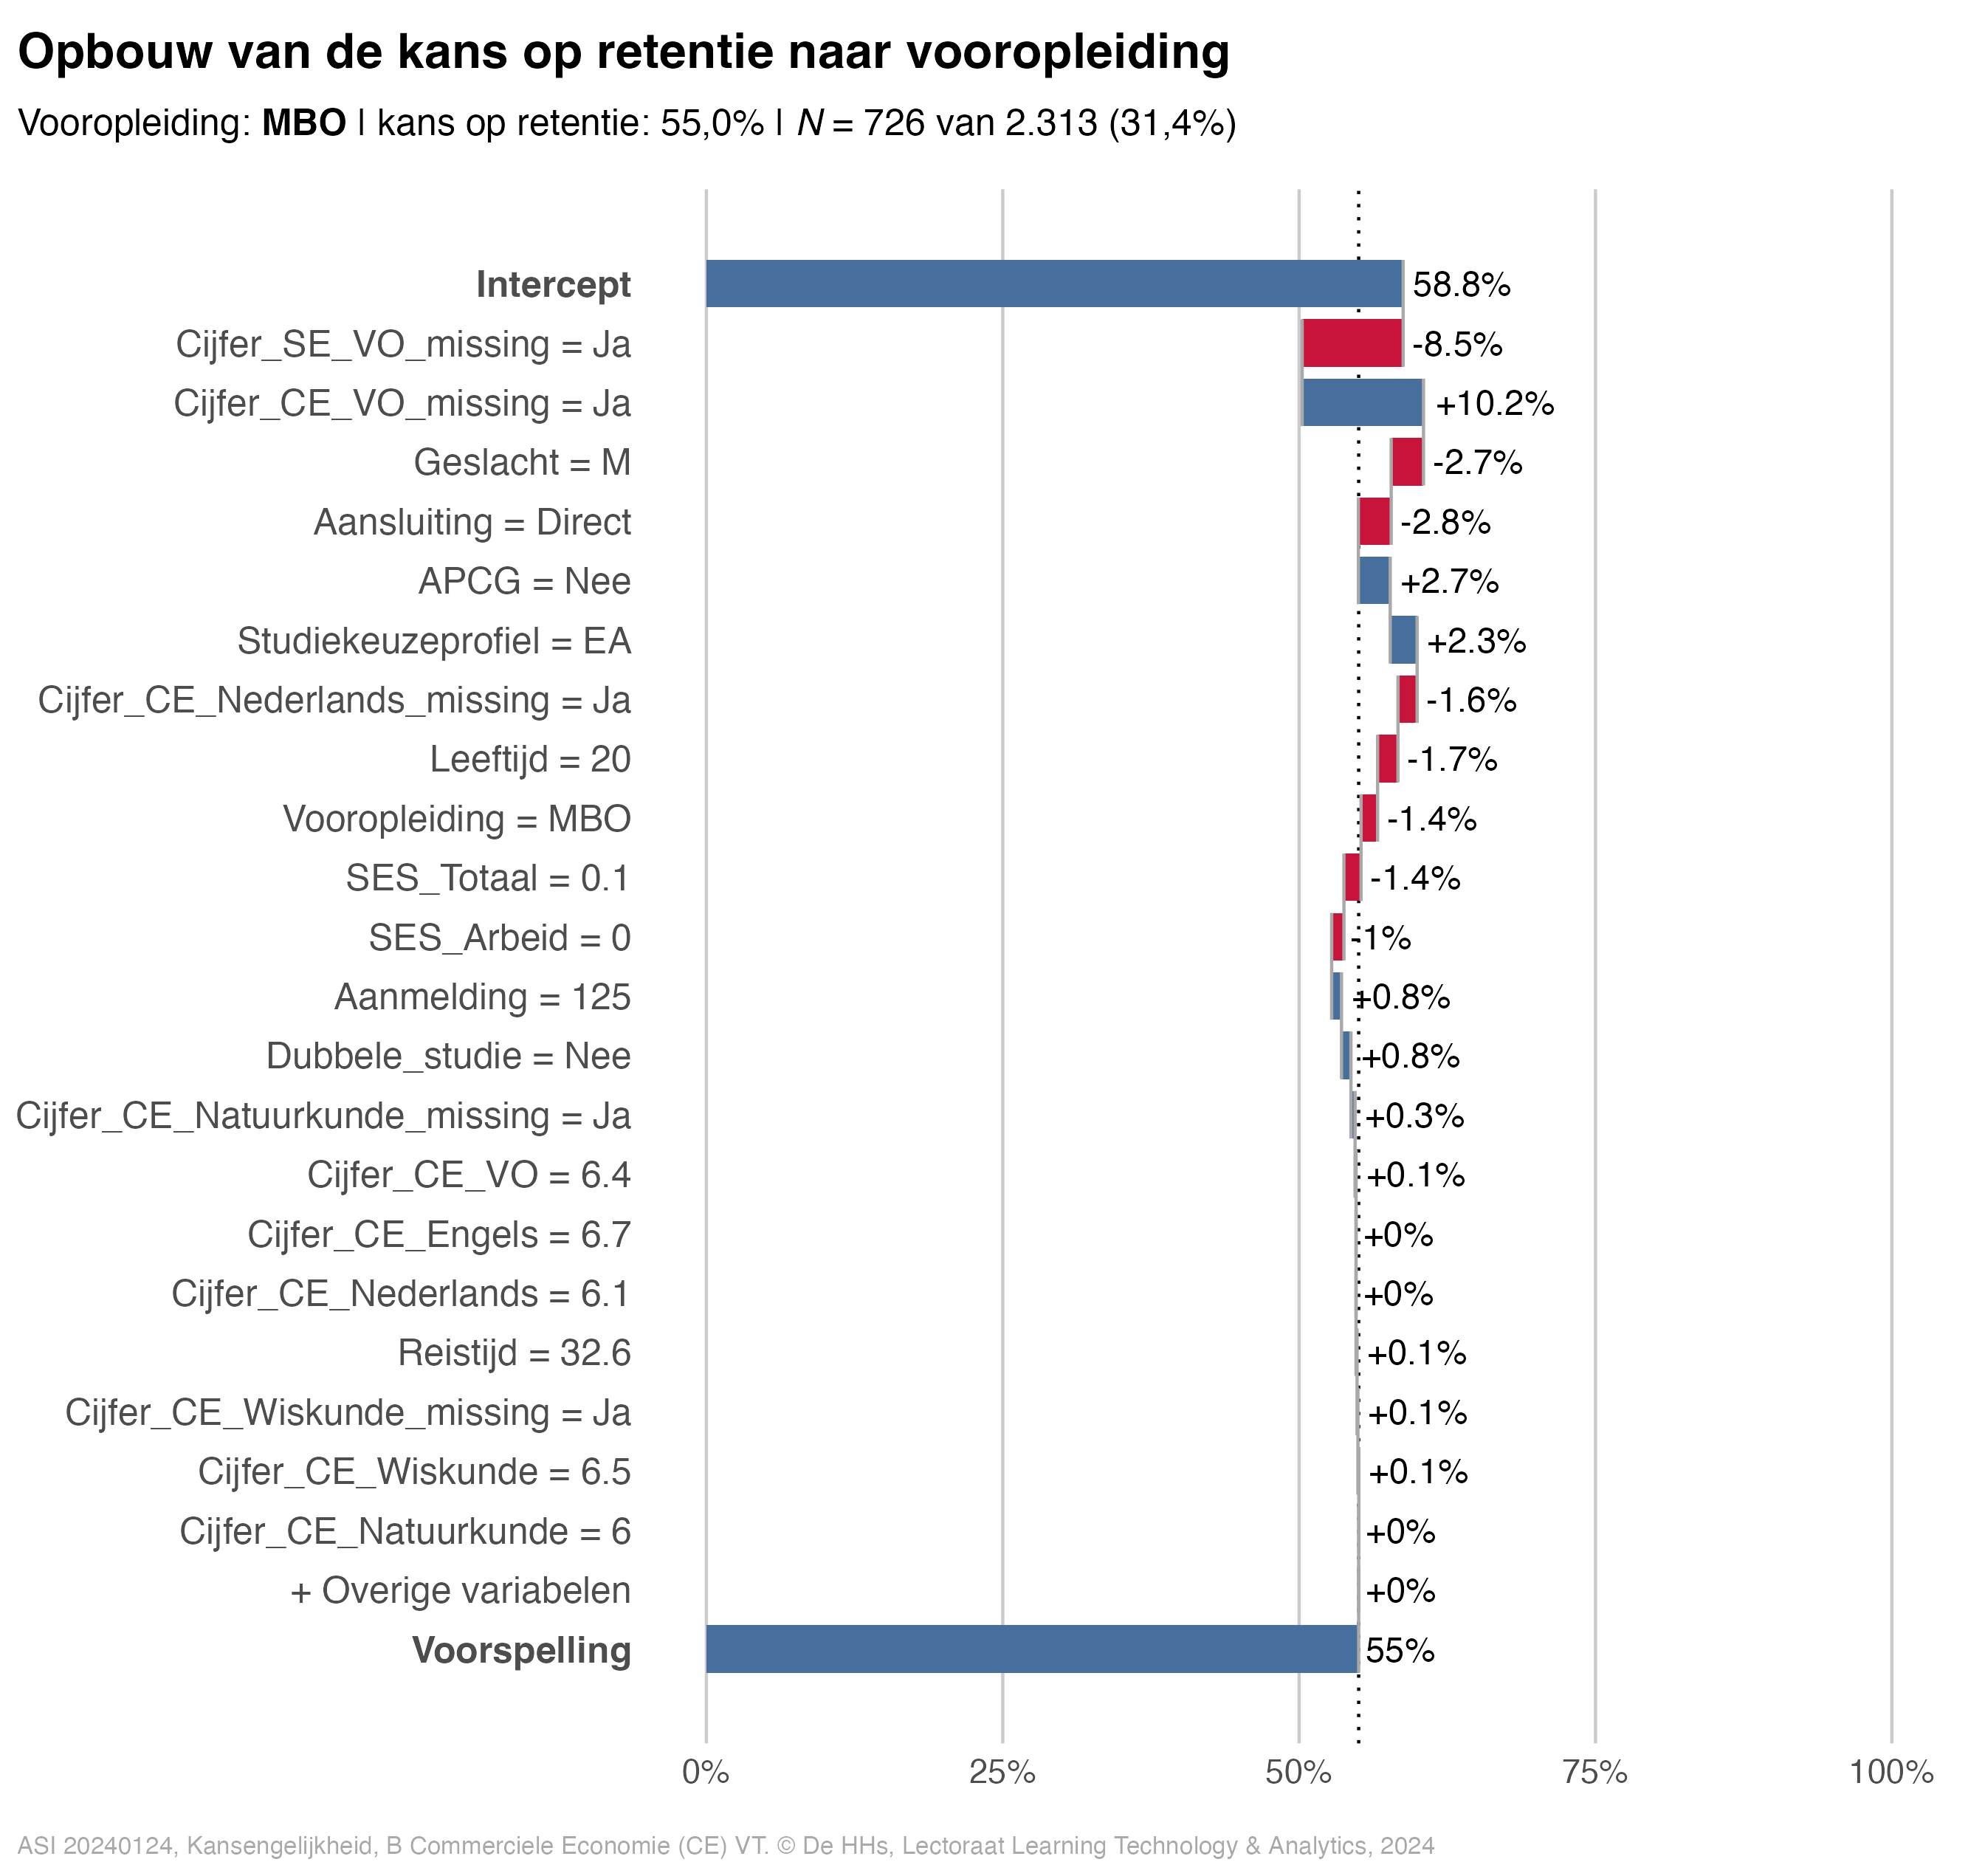 Opbouw van de kans op retentie naar vooropleiding
Vooropleiding: MBO | kans op retentie: 55,0% | N = 726 van 2.313 (31,4%)
Intercept 58.8%
Cijfer_SE_VO_missing = Ja -8.5%
Cijfer_CE_VO_missing = Ja +10.2%
Geslacht = M -2.7%
Aansluiting = Direct -2.8%
APCG = Nee +2.7%
Studiekeuzeprofiel = EA +2.3%
Cijfer_CE_Nederlands_missing = Ja -1.6%
Leeftijd = 20 -1.7%
Vooropleiding = MBO -1.4%
SES_Totaal = 0.1 -1.4%
SES_Arbeid = 0 -1%
Aanmelding = 125 +0.8%
Dubbele_studie = Nee +0.8%
Cijfer_CE_Natuurkunde_missing = Ja +0.3%
Cijfer_CE_VO = 6.4 +0.1%
Cijfer_CE_Engels = 6.7 +0%
Cijfer_CE_Nederlands = 6.1 +0%
Reistijd = 32.6 +0.1%
Cijfer_CE_Wiskunde_missing = Ja +0.1%
Cijfer_CE_Wiskunde = 6.5 +0.1%
Cijfer_CE_Natuurkunde = 6 +0%
+ Overige variabelen +0%
Voorspelling 55%
0% 25% 50% 75% 100%
ASI 20240124, Kansengelijkheid, B Commerciele Economie (CE) VT. © De HHs, Lectoraat Learning Technology & Analytics, 2024